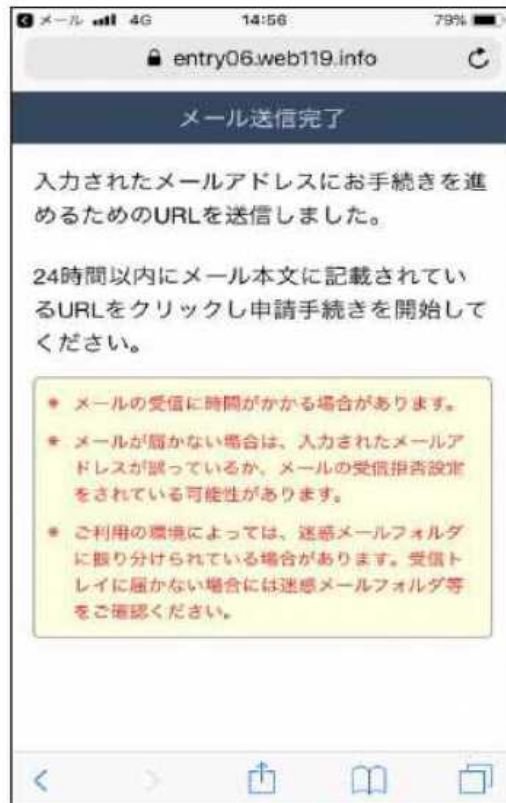 メール 4G 14:56 79%
entry06.web119.info
メール送信完了
入力されたメールアドレスにお手続きを進
めるためのURLを送信しました。
24時間以内にメール本文に記載されてい
るURLをクリックし申請手続きを開始して
ください。
* メールの受信に時間がかかる場合があります。
* メールが届かない場合は、入力されたメールア
ドレスが誤っているか、メールの受信拒否設定
をされている可能性があります。
* ご利用の環境によっては、迷惑メールフォルダ
に振り分けられている場合があります。受信ト
レイに届かない場合には迷惑メールフォルダ等
をご確認ください。